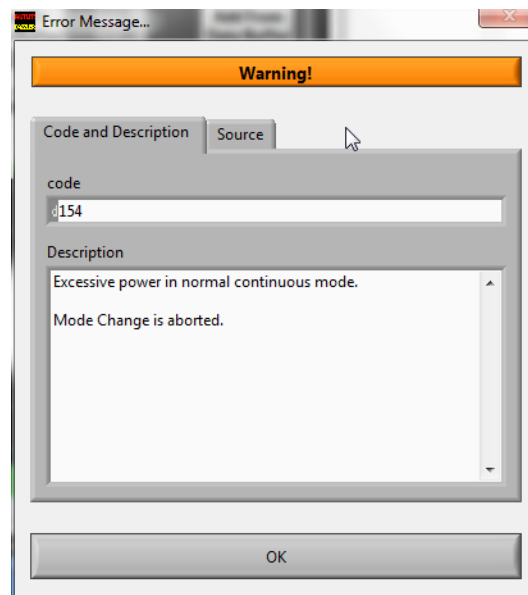 Error Message...
Warning!
Code and Description
Source
code
d154
Description
Excessive power in normal continuous mode.
Mode Change is aborted.
OK